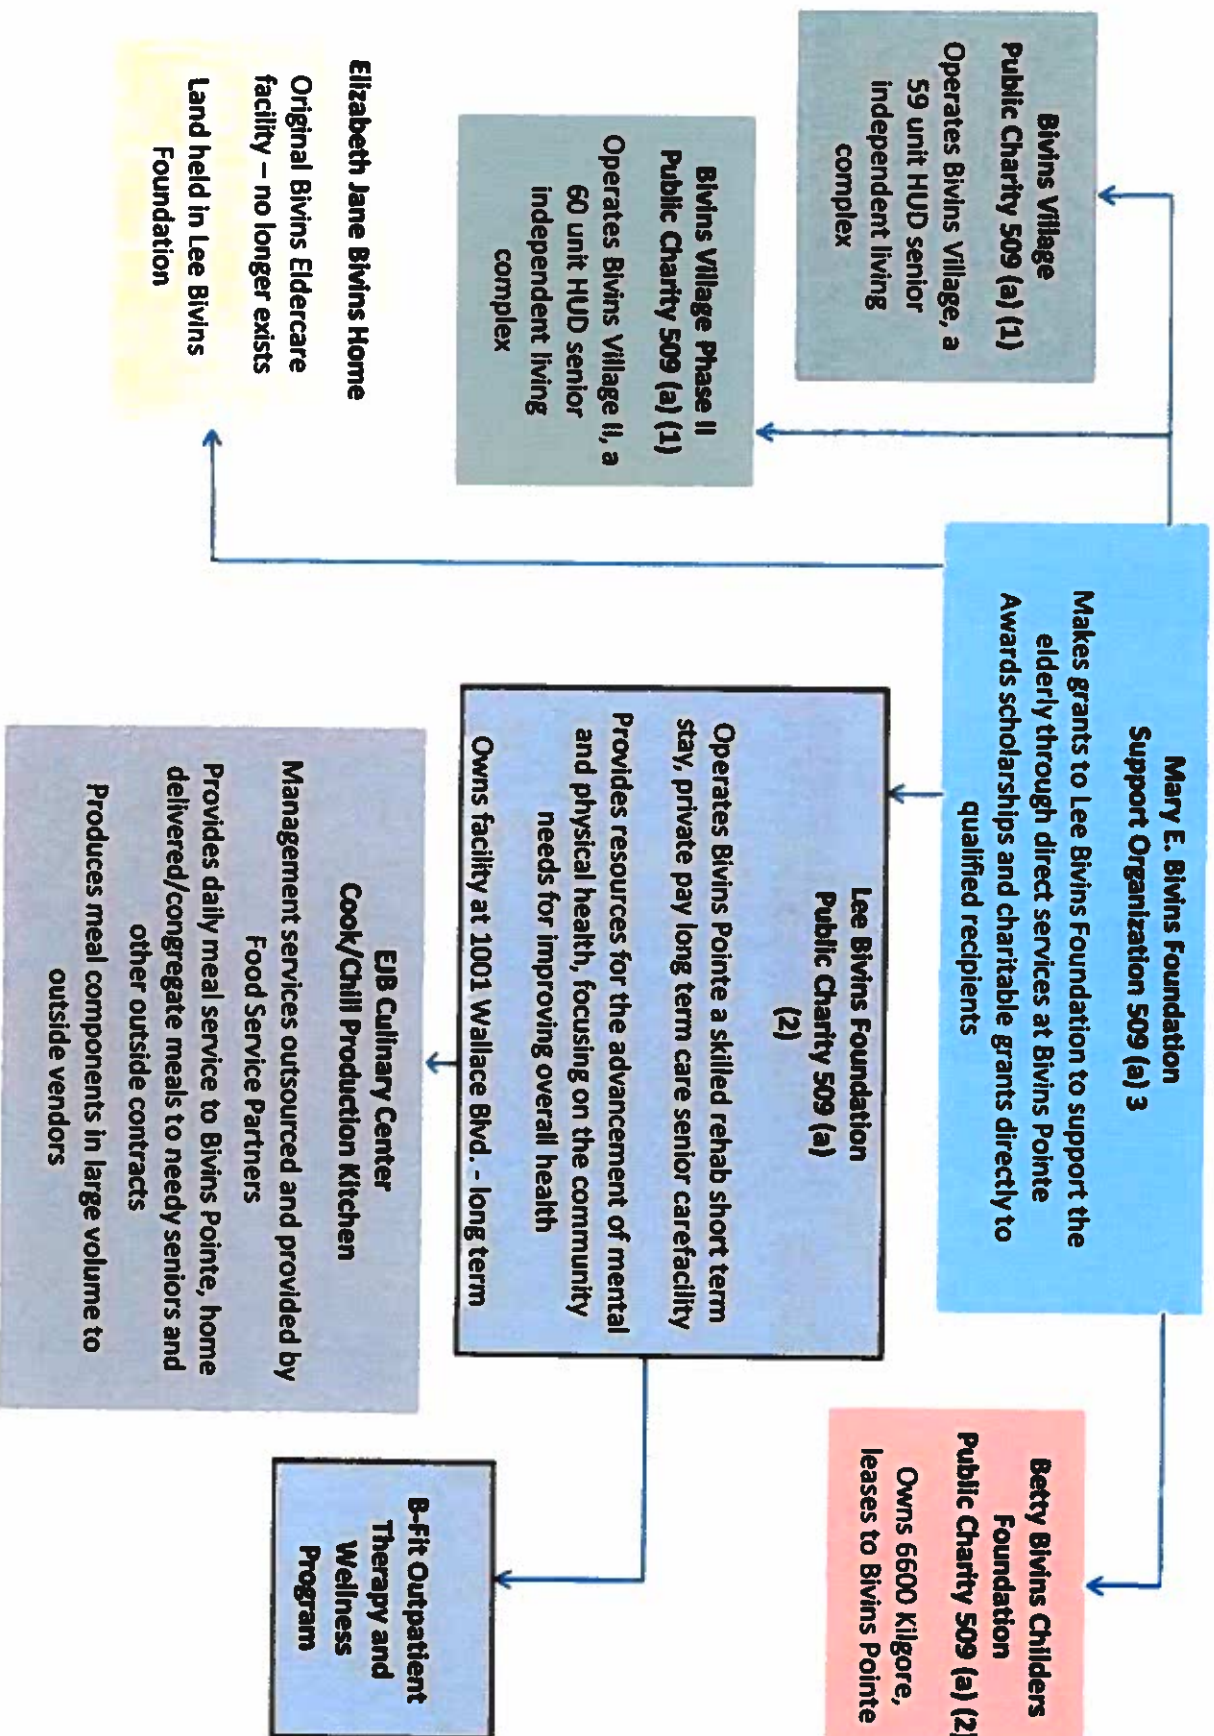 Mary E. Bivins Foundation
Support Organization 509 (a) 3
Makes grants to Lee Bivins Foundation to support the
elderly through direct services at Bivins Pointe
Awards scholarships and charitable grants directly to
qualified recipients
Bivins Village
Public Charity 509 (a) (1)
Operates Bivins Village, a
59 unit HUD senior
independent living
complex
Bivins Village Phase II
Public Charity 509 (a) (1)
Operates Bivins Village II, a
60 unit HUD senior
independent living
complex
Elizabeth Jane Bivins Home
Original Bivins Eldercare
facility – no longer exists
Land held in Lee Bivins
Foundation
Lee Bivins Foundation
Public Charity 509 (a)
(2)
Operates Bivins Pointe a skilled rehab short term
stay, private pay long term care senior carefacility
Provides resources for the advancement of mental
and physical health, focusing on the community
needs for improving overall health
Owns facility at 1001 Wallace Blvd. - long term
EJB Culinary Center
Cook/Chill Production Kitchen
Management services outsourced and provided by
Food Service Partners
Provides daily meal service to Bivins Pointe, home
delivered/congregate meals to needy seniors and
other outside contracts
Produces meal components in large volume to
outside vendors
Betty Bivins Childers
Foundation
Public Charity 509 (a) (2)
Owns 6600 Kilgore,
leases to Bivins Pointe
B-Fit Outpatient
Therapy and
Wellness
Program